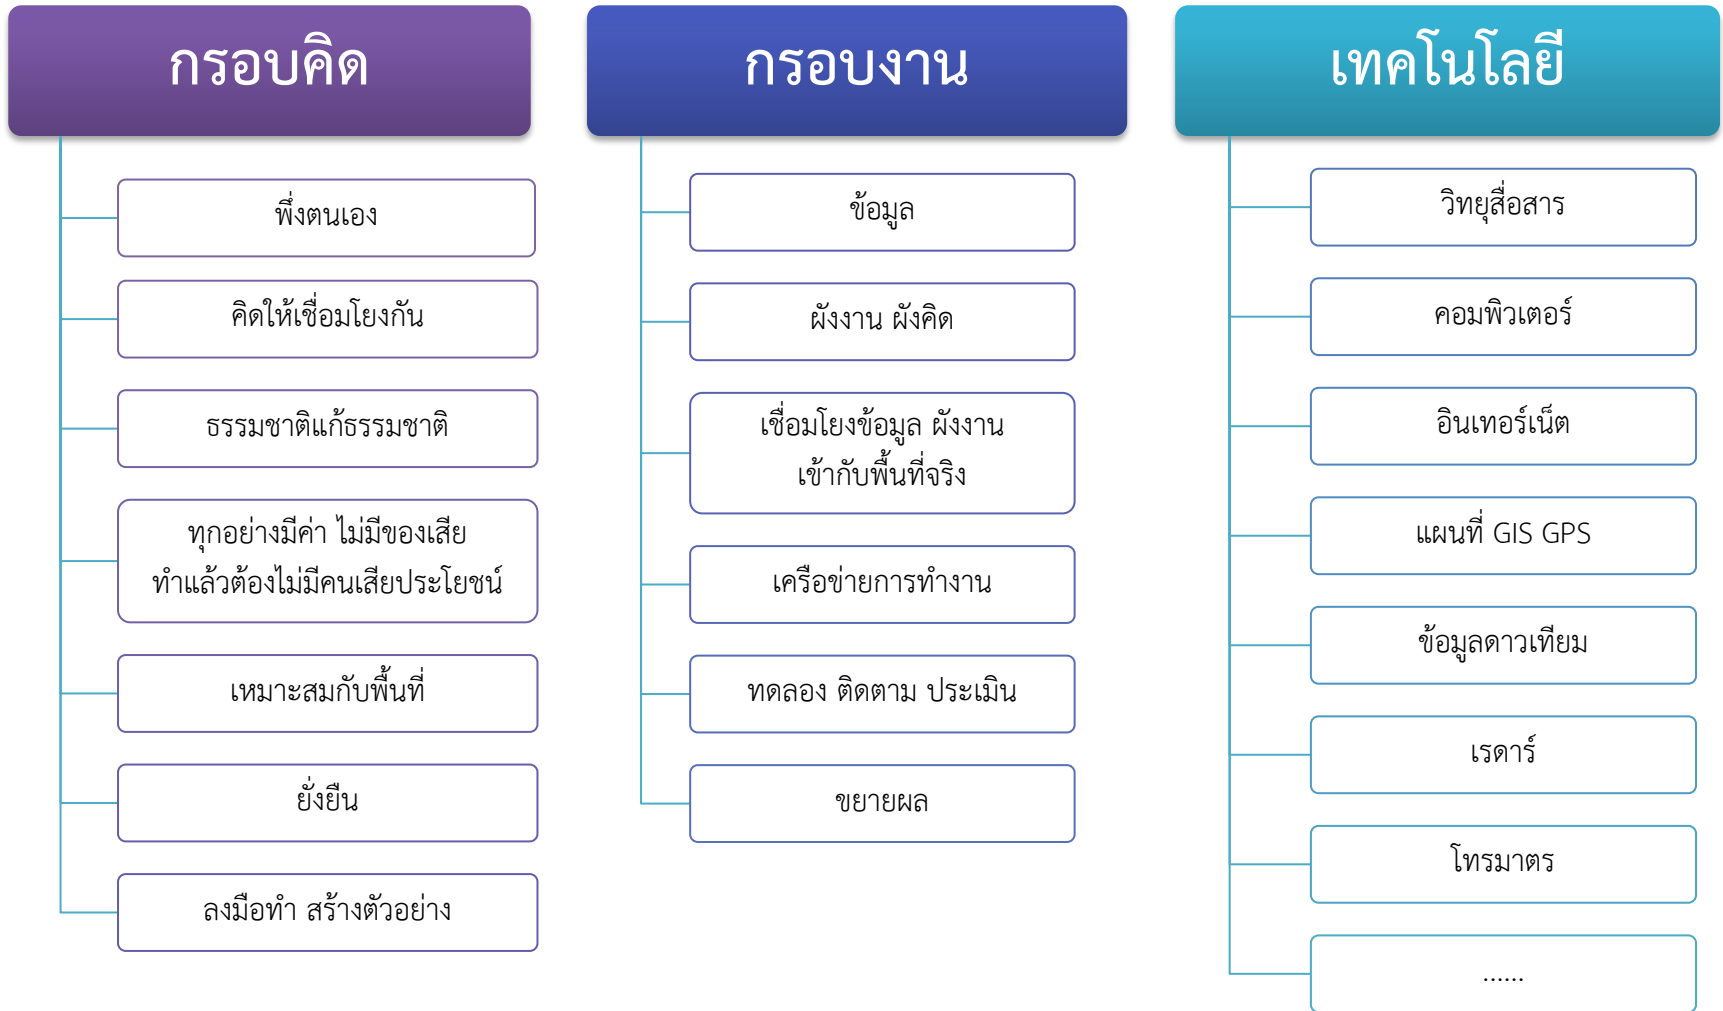 กรอบคิด
พึ่งตนเอง
คิดให้เชื่อมโยงกัน
ธรรมชาติแก้ธรรมชาติ
ทุกอย่างมีค่า ไม่มีของเสีย
ทำแล้วต้องไม่มีคนเสียประโยชน์
เหมาะสมกับพื้นที่
ยั่งยืน
ลงมือทำ สร้างตัวอย่าง
กรอบงาน
ข้อมูล
ผังงาน ผังคิด
เชื่อมโยงข้อมูล ผังงาน
เข้ากับพื้นที่จริง
เครือข่ายการทำงาน
ทดลอง ติดตาม ประเมิน
ขยายผล
เทคโนโลยี
วิทยุสื่อสาร
คอมพิวเตอร์
อินเทอร์เน็ต
แผนที่ GIS GPS
ข้อมูลดาวเทียม
เรดาร์
โทรมาตร
......